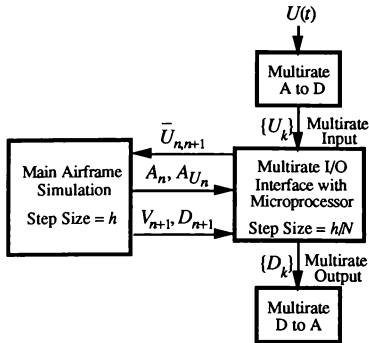 U(t)
Multirate
A to D
{U_k} Multirate
Input
Ū_{n,n+1}
Main Airframe
Simulation
Step Size = h
A_n, A_{U_n}
V_{n+1}, D_{n+1}
Multirate I/O
Interface with
Microprocessor
Step Size = h/N
{D_k} Multirate
Output
Multirate
D to A